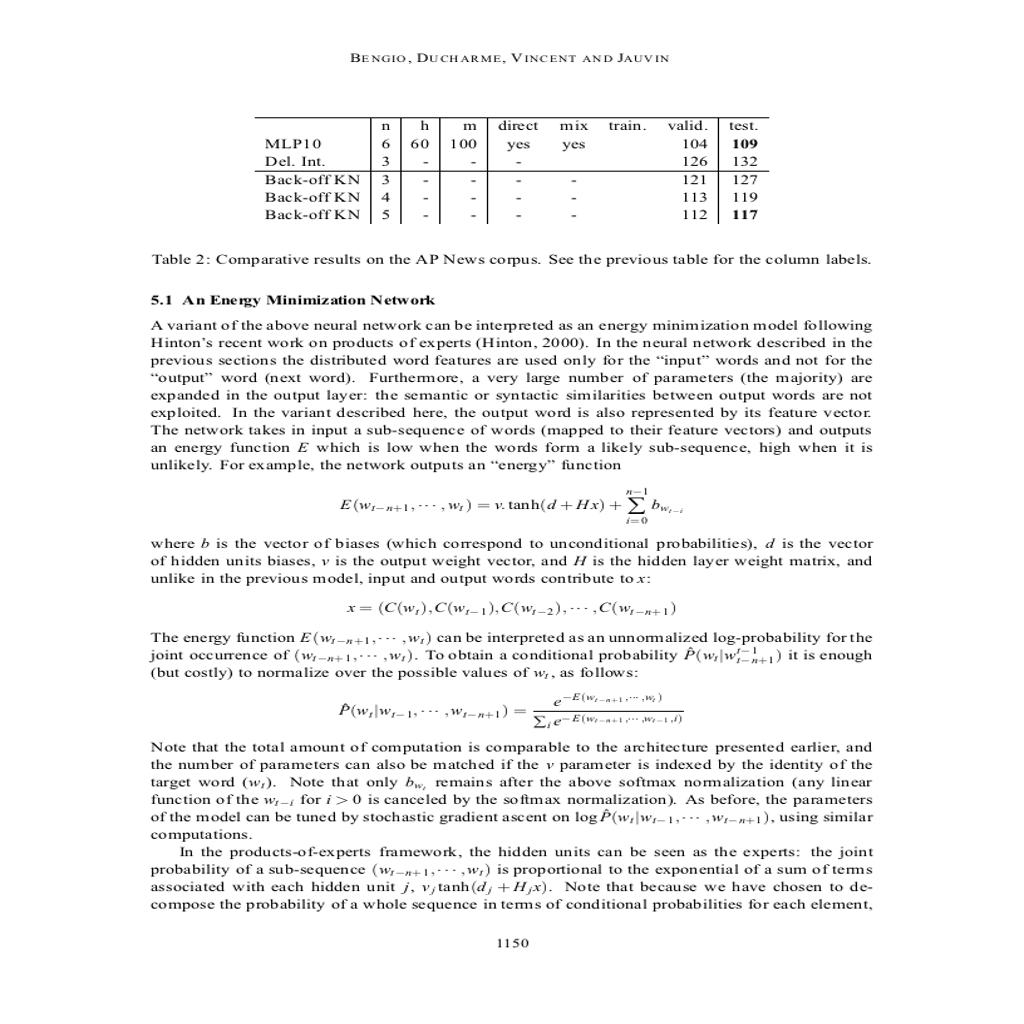 BENGIO, DUCHARME, VINCENT AND JAUVIN
n h m direct mix train. valid. test.
MLP10 6 60 100 yes yes 104 109
Del. Int. 3 - - - 126 132
Back-off KN 3 - - - - 121 127
Back-off KN 4 - - - - 113 119
Back-off KN 5 - - - - 112 117
Table 2: Comparative results on the AP News corpus. See the previous table for the column labels.
5.1 An Energy Minimization Network
A variant of the above neural network can be interpreted as an energy minimization model following
Hinton's recent work on products of experts (Hinton, 2000). In the neural network described in the
previous sections the distributed word features are used only for the “input” words and not for the
“output” word (next word). Furthermore, a very large number of parameters (the majority) are
expanded in the output layer: the semantic or syntactic similarities between output words are not
exploited. In the variant described here, the output word is also represented by its feature vector.
The network takes in input a sub-sequence of words (mapped to their feature vectors) and outputs
an energy function E which is low when the words form a likely sub-sequence, high when it is
unlikely. For example, the network outputs an “energy” function
E(w_{t−n+1}, ··· , w_t) = v. tanh(d + Hx) + ∑_{i=0}^{n−1} b_{w_{t−i}}
where b is the vector of biases (which correspond to unconditional probabilities), d is the vector
of hidden units biases, v is the output weight vector, and H is the hidden layer weight matrix, and
unlike in the previous model, input and output words contribute to x:
x = (C(w_t), C(w_{t−1}), C(w_{t−2}), ··· , C(w_{t−n+1})
The energy function E(w_{t−n+1}, ··· , w_t) can be interpreted as an unnormalized log-probability for the
joint occurrence of (w_{t−n+1}, ··· , w_t). To obtain a conditional probability P̂(w_t|w_{t−n+1}^{t−1}) it is enough
(but costly) to normalize over the possible values of w_t, as follows:
P̂(w_t|w_{t−1}, ··· , w_{t−n+1}) = e^{−E(w_{t−n+1}, ··· , w_t)} / ∑_i e^{−E(w_{t−n+1}, ··· , w_{t−1}, i)}
Note that the total amount of computation is comparable to the architecture presented earlier, and
the number of parameters can also be matched if the v parameter is indexed by the identity of the
target word (w_t). Note that only b_{w_t} remains after the above softmax normalization (any linear
function of the w_{t−i} for i > 0 is canceled by the softmax normalization). As before, the parameters
of the model can be tuned by stochastic gradient ascent on log P̂(w_t|w_{t−1}, ··· , w_{t−n+1}), using similar
computations.
In the products-of-experts framework, the hidden units can be seen as the experts: the joint
probability of a sub-sequence (w_{t−n+1}, ··· , w_t) is proportional to the exponential of a sum of terms
associated with each hidden unit j, v_j tanh(d_j + H_j x). Note that because we have chosen to de-
compose the probability of a whole sequence in terms of conditional probabilities for each element,
1150